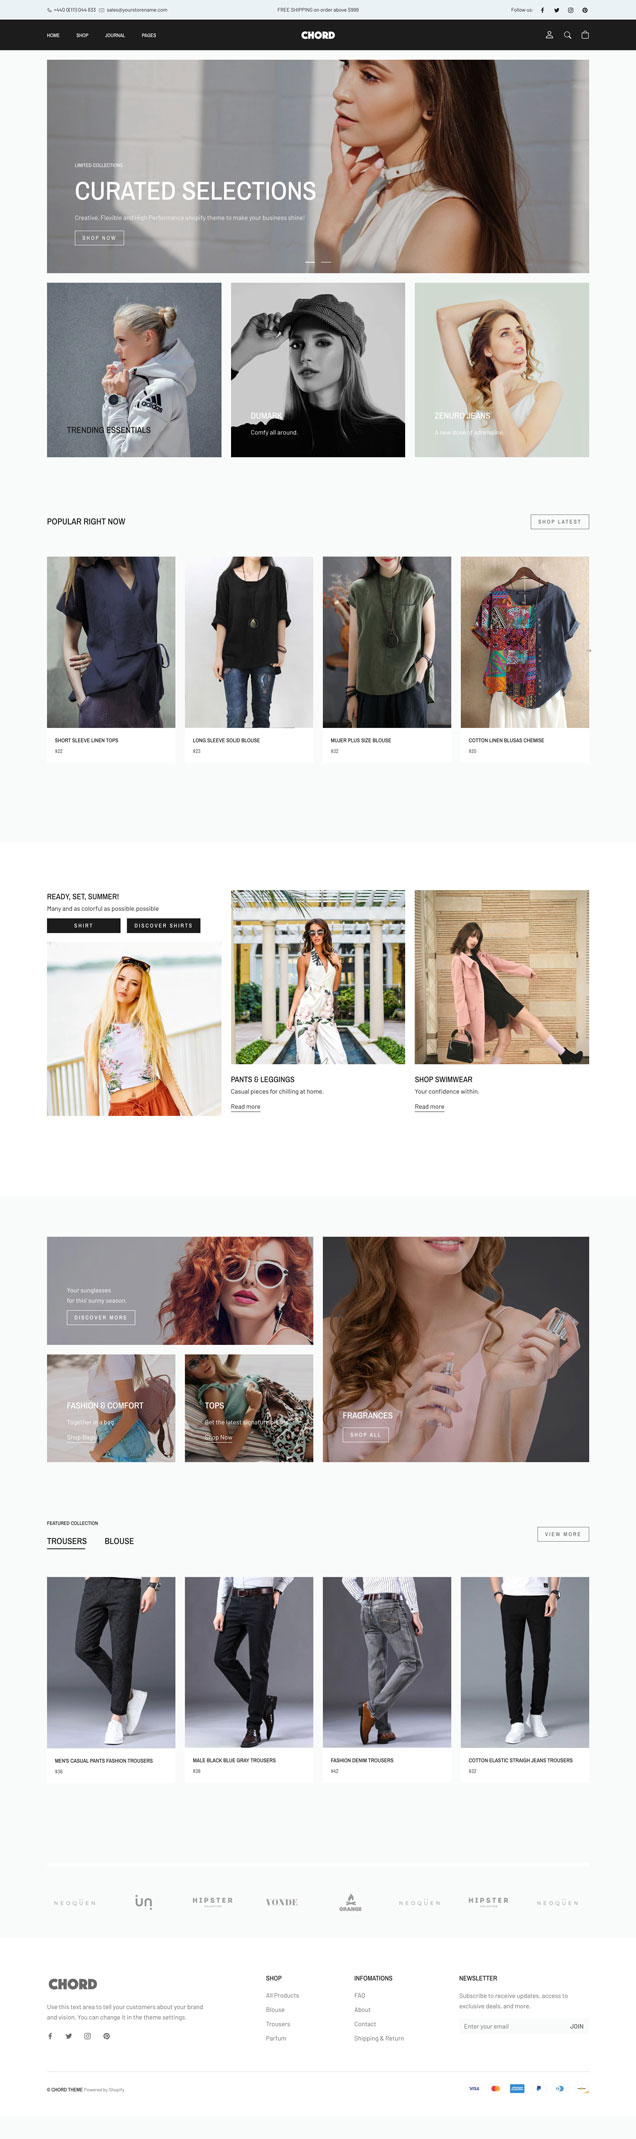 +440 0(111) 044 833 sales@yourstorename.com
FREE SHIPPING on order above $999
Follow us:
HOME SHOP JOURNAL PAGES
CHORD
LIMITED COLLECTIONS
CURATED SELECTIONS
Creative, Flexible and High Performance shopify theme to make your business shine!
SHOP NOW
adidas
TRENDING ESSENTIALS
DUMARK
Comfy all around.
ZENURO JEANS
A new dose of adrenaline.
POPULAR RIGHT NOW
SHOP LATEST
SHORT SLEEVE LINEN TOPS
$22
LONG SLEEVE SOLID BLOUSE
$23
MUJER PLUS SIZE BLOUSE
$32
COTTON LINEN BLUSAS CHEMISE
$35
READY, SET, SUMMER!
Many and as colorful as possible possible
SHIRT
DISCOVER SHIRTS
PANTS & LEGGINGS
Casual pieces for chilling at home.
Read more
SHOP SWIMWEAR
Your confidence within.
Read more
Your sunglasses
for this' sunny season.
DISCOVER MORE
FASHION & COMFORT
Together in a bag
Shop Bags
TOPS
Get the latest signature
Shop Now
FRAGRANCES
SHOP ALL
FEATURED COLLECTION
TROUSERS BLOUSE
VIEW MORE
MEN'S CASUAL PANTS FASHION TROUSERS
$36
MALE BLACK BLUE GRAY TROUSERS
$39
FASHION DENIM TROUSERS
$42
COTTON ELASTIC STRAIGH JEANS TROUSERS
$32
NEOQÜEN
üni
HIPSTER
VONDE
ORANGE
NEOQÜEN
HIPSTER
NEOQÜEN
CHORD
Use this text area to tell your customers about your brand
and vision. You can change it in the theme settings.
SHOP
All Products
Blouse
Trousers
Parfum
INFOMATIONS
FAQ
About
Contact
Shipping & Return
NEWSLETTER
Subscribe to receive updates, access to
exclusive deals, and more.
Enter your email JOIN
© CHORD THEME Powered by Shopify
VISA